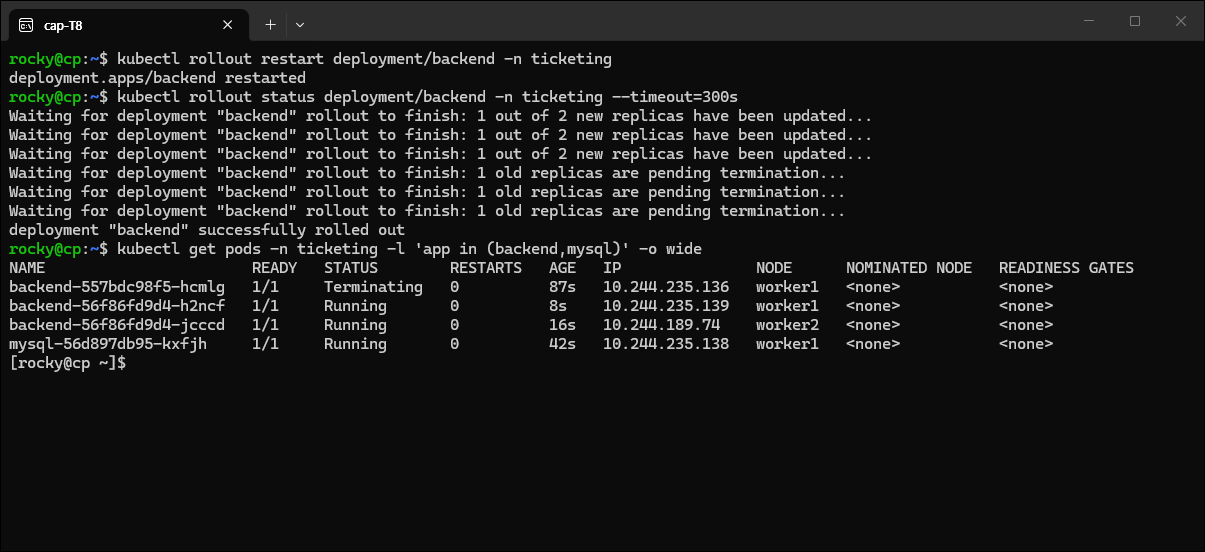 cap-T8
rocky@cp:~$ kubectl rollout restart deployment/backend -n ticketing
deployment.apps/backend restarted
rocky@cp:~$ kubectl rollout status deployment/backend -n ticketing --timeout=300s
Waiting for deployment "backend" rollout to finish: 1 out of 2 new replicas have been updated...
Waiting for deployment "backend" rollout to finish: 1 out of 2 new replicas have been updated...
Waiting for deployment "backend" rollout to finish: 1 out of 2 new replicas have been updated...
Waiting for deployment "backend" rollout to finish: 1 old replicas are pending termination...
Waiting for deployment "backend" rollout to finish: 1 old replicas are pending termination...
Waiting for deployment "backend" rollout to finish: 1 old replicas are pending termination...
deployment "backend" successfully rolled out
rocky@cp:~$ kubectl get pods -n ticketing -l 'app in (backend,mysql)' -o wide
NAME                       READY   STATUS        RESTARTS   AGE   IP               NODE      NOMINATED NODE   READINESS GATES
backend-557bdc98f5-hcmlg   1/1     Terminating   0          87s   10.244.235.136   worker1   <none>           <none>
backend-56f86fd9d4-h2ncf   1/1     Running       0          8s    10.244.235.139   worker1   <none>           <none>
backend-56f86fd9d4-jcccd   1/1     Running       0          16s   10.244.189.74    worker2   <none>           <none>
mysql-56d897db95-kxfjh     1/1     Running       0          42s   10.244.235.138   worker1   <none>           <none>
[rocky@cp ~]$